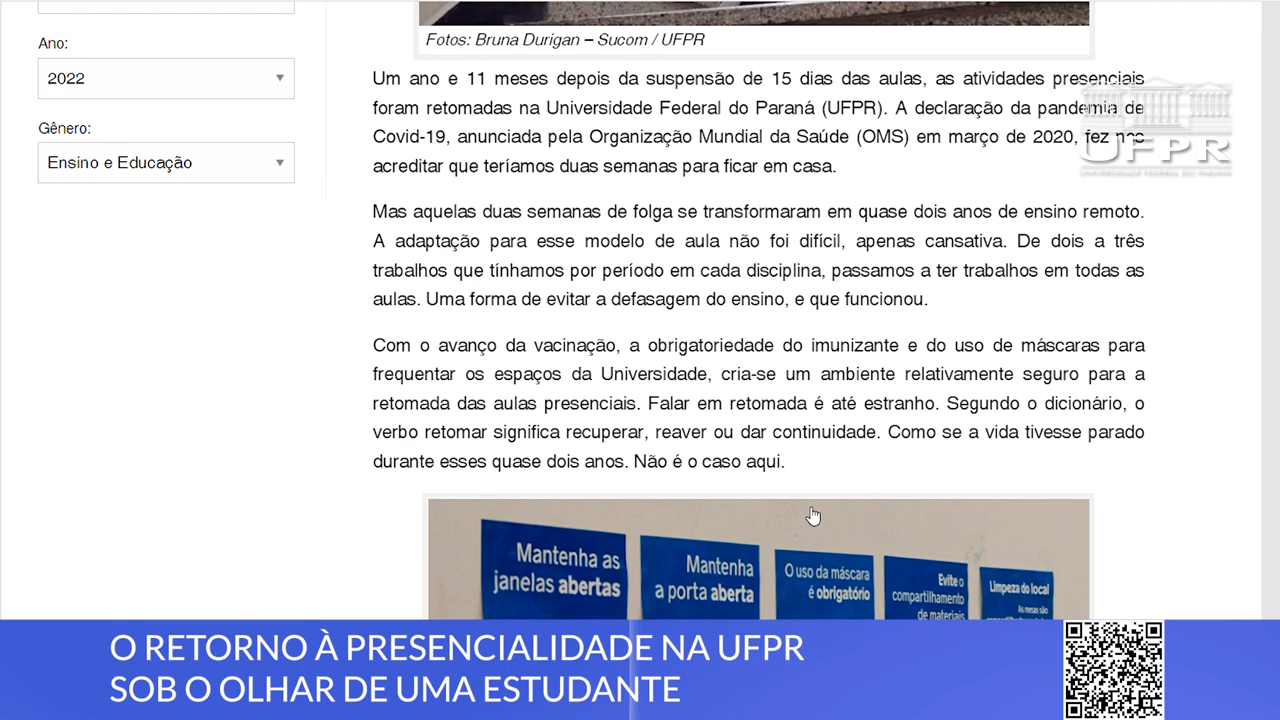 Ano:
2022
Gênero:
Ensino e Educação
Fotos: Bruna Durigan – Sucom / UFPR
Um ano e 11 meses depois da suspensão de 15 dias das aulas, as atividades presenciais
foram retomadas na Universidade Federal do Paraná (UFPR). A declaração da pandemia de
Covid-19, anunciada pela Organização Mundial da Saúde (OMS) em março de 2020, fez nos
acreditar que teríamos duas semanas para ficar em casa.
Mas aquelas duas semanas de folga se transformaram em quase dois anos de ensino remoto.
A adaptação para esse modelo de aula não foi difícil, apenas cansativa. De dois a três
trabalhos que tínhamos por período em cada disciplina, passamos a ter trabalhos em todas as
aulas. Uma forma de evitar a defasagem do ensino, e que funcionou.
Com o avanço da vacinação, a obrigatoriedade do imunizante e do uso de máscaras para
frequentar os espaços da Universidade, cria-se um ambiente relativamente seguro para a
retomada das aulas presenciais. Falar em retomada é até estranho. Segundo o dicionário, o
verbo retomar significa recuperar, reaver ou dar continuidade. Como se a vida tivesse parado
durante esses quase dois anos. Não é o caso aqui.
UFPR
UNIVERSIDADE FEDERAL DO PARANÁ
Mantenha as
janelas abertas
Mantenha
a porta aberta
O uso da máscara
é obrigatório
Evite o
compartilhamento
de materiais
Limpeza do local
As mesas são
O RETORNO À PRESENCIALIDADE NA UFPR
SOB O OLHAR DE UMA ESTUDANTE